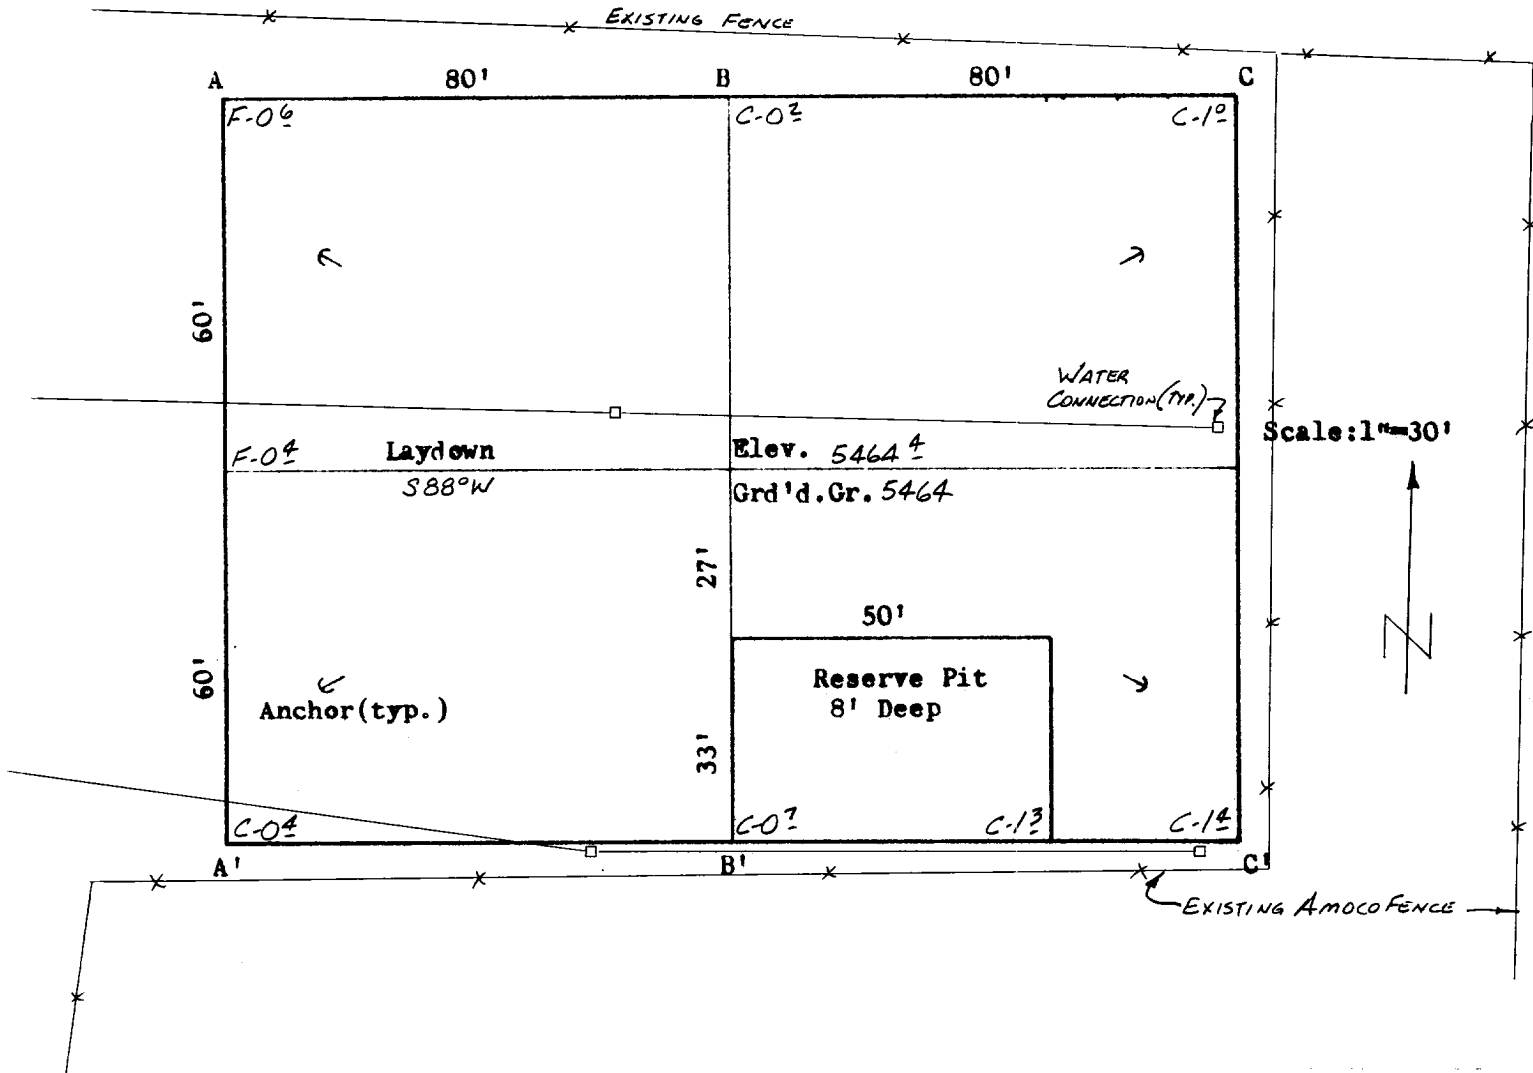 EXISTING FENCE
A 80' B 80' C
F-0⁶ C-0² C-1⁰
60'
WATER
CONNECTION(TYP.)
F-0⁴ Laydown Elev. 5464⁴ Scale:1"=30'
S88°W Grd'd.Gr. 5464
27'
50'
N
60' Reserve Pit
Anchor(typ.) 8' Deep
33'
C-0⁴ C-0⁷ C-1³ C-1⁴
A' B' C'
EXISTING AMOCO FENCE